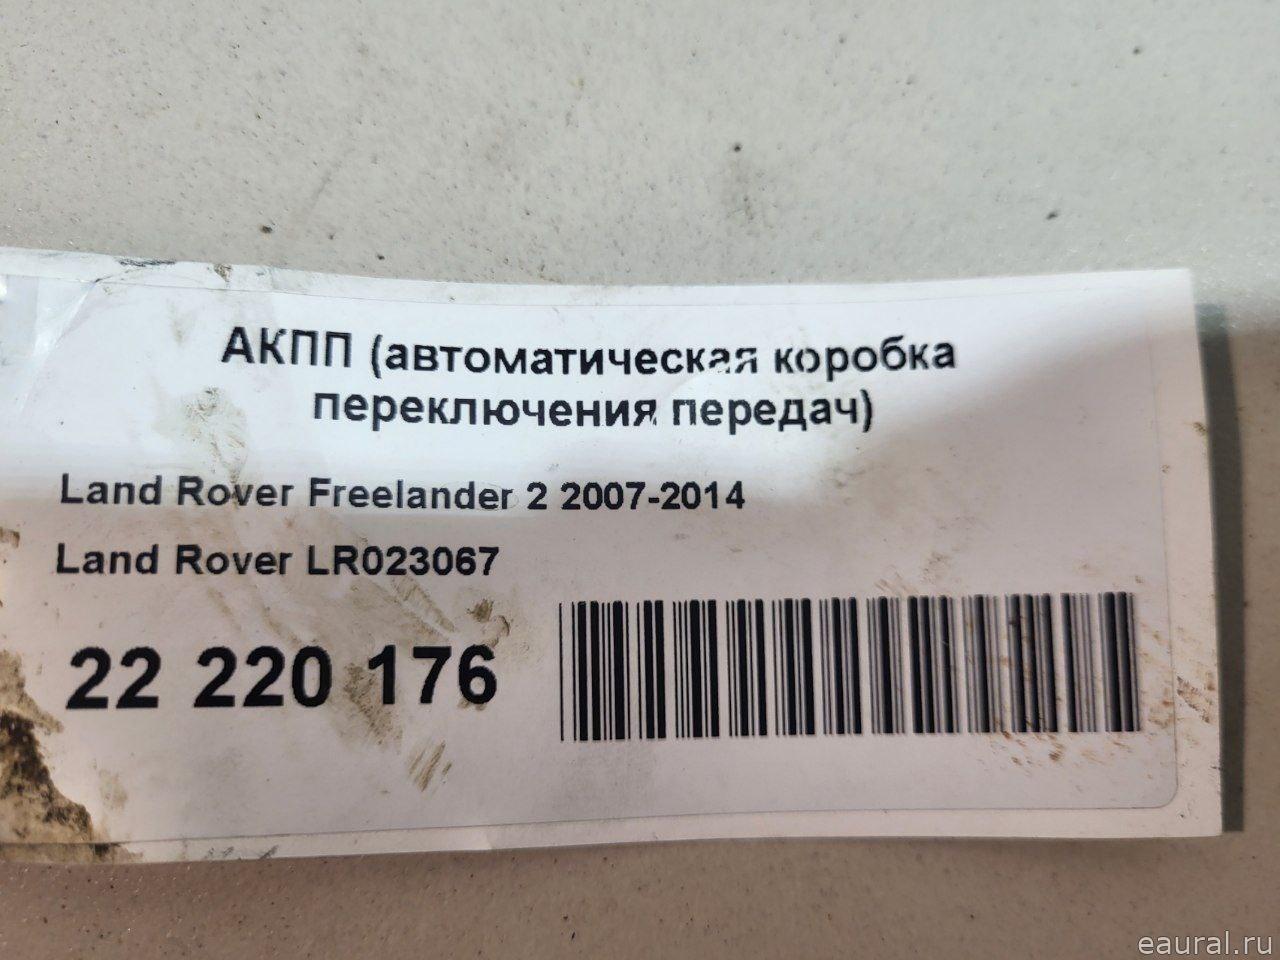 АКПП (автоматическая коробка
переключения передач)
Land Rover Freelander 2 2007-2014
Land Rover LR023067
22 220 176
eaural.ru